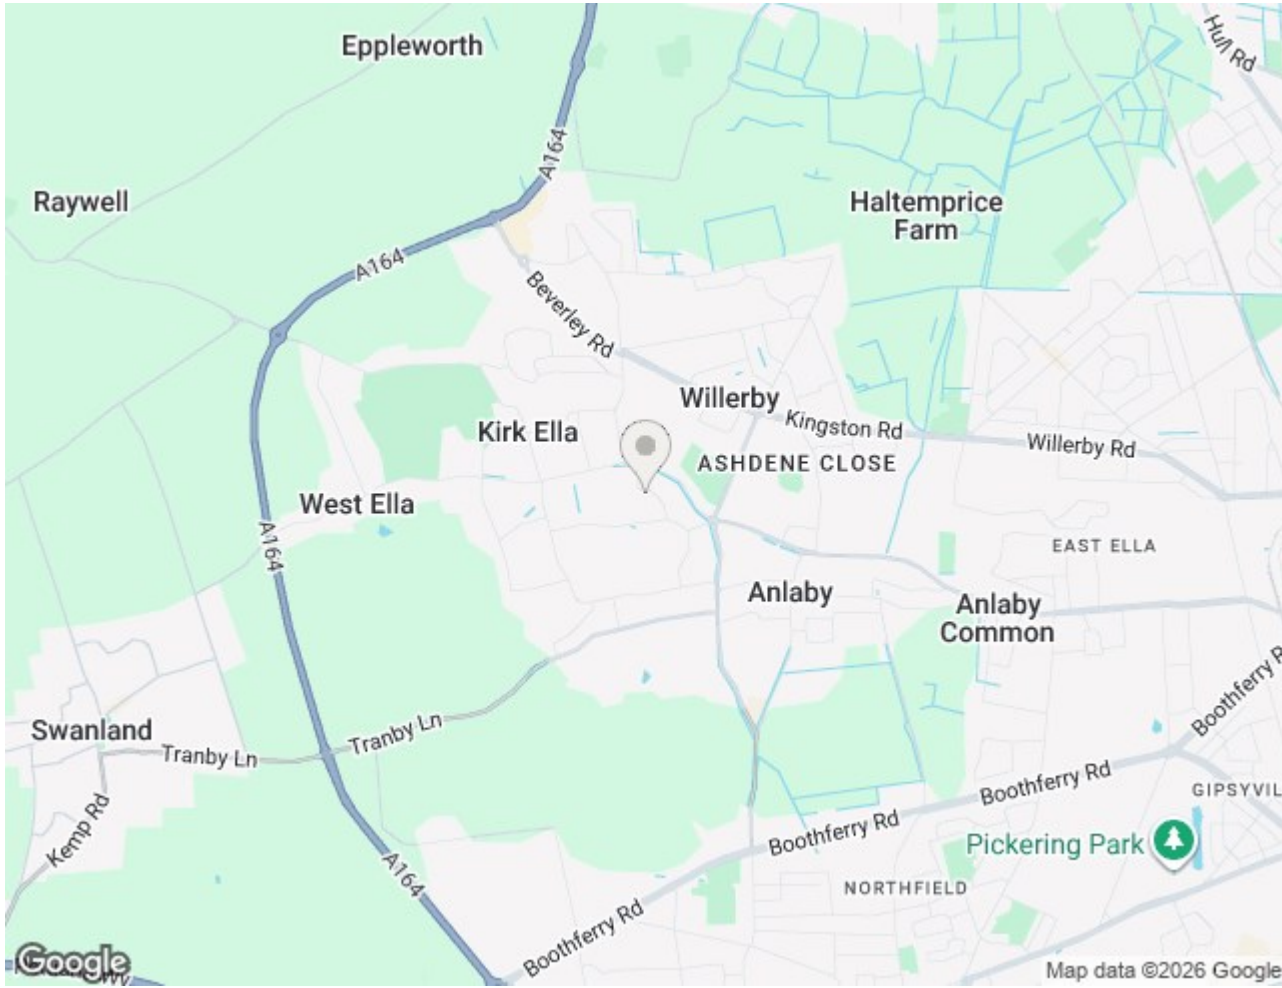 Eppleworth
Hull Rd
A164
Raywell
Haltemprice
Farm
A164
Beverley Rd
Willerby
Kingston Rd
Kirk Ella
Willerby Rd
ASHDENE CLOSE
West Ella
A164
EAST ELLA
Anlaby
Anlaby
Common
Boothferry R
Swanland
Tranby Ln
Tranby Ln
Boothferry Rd
GIPSYVIL
Kemp Rd
Boothferry Rd
Pickering Park
A164
NORTHFIELD
Boothferry Rd
Google
Map data ©2026 Google